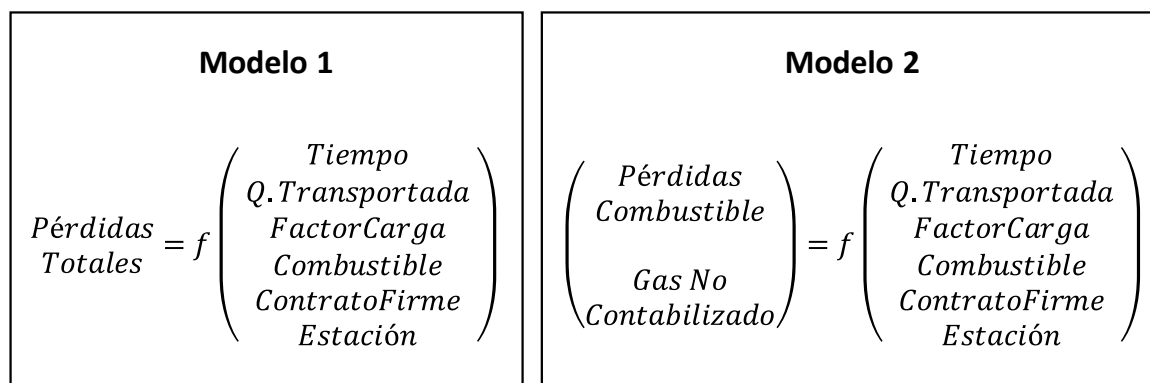 Modelo 1
Pérdidas
Totales
= f
Tiempo
Q.Transportada
FactorCarga
Combustible
ContratoFirme
Estación
Modelo 2
Pérdidas
Combustible
Gas No
Contabilizado
= f
Tiempo
Q.Transportada
FactorCarga
Combustible
ContratoFirme
Estación